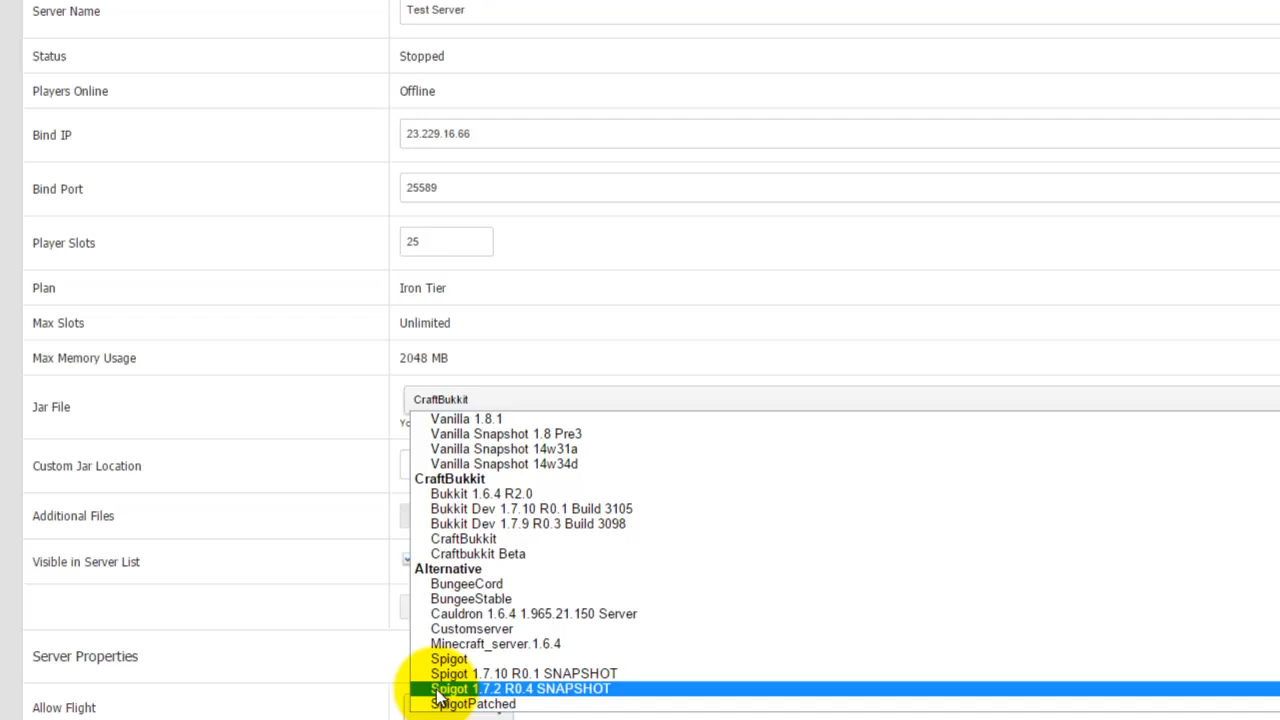 Server Name
Test Server
Status
Stopped
Players Online
Offline
Bind IP
23.229.16.66
Bind Port
25589
Player Slots
25
Plan
Iron Tier
Max Slots
Unlimited
Max Memory Usage
2048 MB
Jar File
CraftBukkit
Vanilla 1.8.1
Vanilla Snapshot 1.8 Pre3
Vanilla Snapshot 14w31a
Vanilla Snapshot 14w34d
CraftBukkit
Bukkit 1.6.4 R2.0
Bukkit Dev 1.7.10 R0.1 Build 3105
Bukkit Dev 1.7.9 R0.3 Build 3098
CraftBukkit
Craftbukkit Beta
Alternative
BungeeCord
BungeeStable
Cauldron 1.6.4 1.965.21.150 Server
Customserver
Minecraft_server.1.6.4
Spigot
Spigot 1.7.10 R0.1 SNAPSHOT
Spigot 1.7.2 R0.4 SNAPSHOT
SpigotPatched
Custom Jar Location
Additional Files
Visible in Server List
Server Properties
Allow Flight